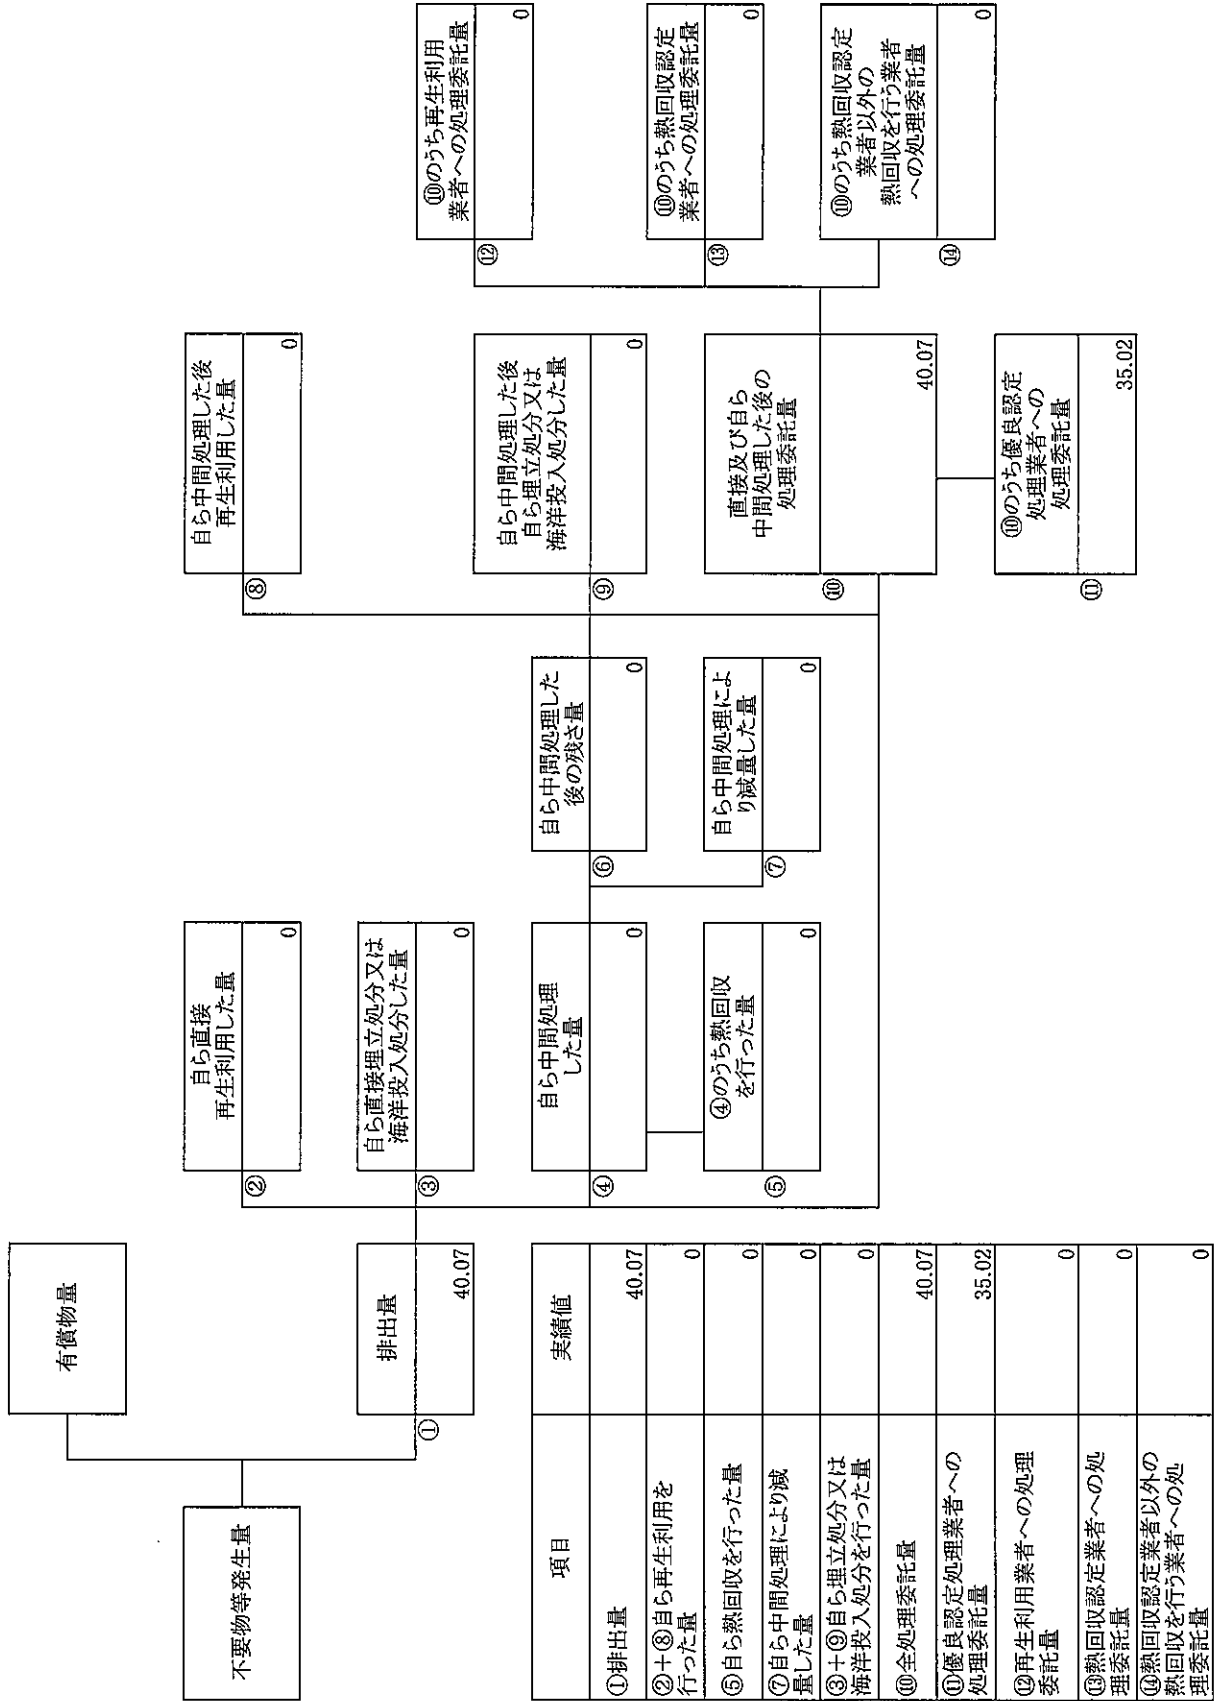 不要物等発生量
有償物量
①
排出量
40.07
②
自ら直接
再生利用した量
0
③
自ら直接埋立処分又は
海洋投入処分した量
0
④
自ら中間処理
した量
0
⑤
④のうち熱回収
を行った量
0
⑥
自ら中間処理した
後の残さ量
0
⑦
自ら中間処理によ
り減量した量
0
⑧
自ら中間処理した後
再生利用した量
0
⑨
自ら中間処理した後
自ら埋立処分又は
海洋投入処分した量
0
⑩
直接及び自ら
中間処理した後の
処理委託量
40.07
⑪
⑩のうち優良認定
処理業者への
処理委託量
35.02
⑫
⑩のうち再生利用
業者への処理委託量
0
⑬
⑩のうち熱回収認定
業者への処理委託量
0
⑭
⑩のうち熱回収認定
業者以外の
熱回収を行う業者
への処理委託量
0
項目 実績値
①排出量 40.07
②+⑧自ら再生利用を
行った量 0
⑤自ら熱回収を行った量 0
⑦自ら中間処理により減
量した量 0
③+⑨自ら埋立処分又は
海洋投入処分を行った量 0
⑩全処理委託量 40.07
⑪優良認定処理業者への
処理委託量 35.02
⑫再生利用業者への処理
委託量 0
⑬熱回収認定業者への処
理委託量 0
⑭熱回収認定業者以外の
熱回収を行う業者への処
理委託量 0